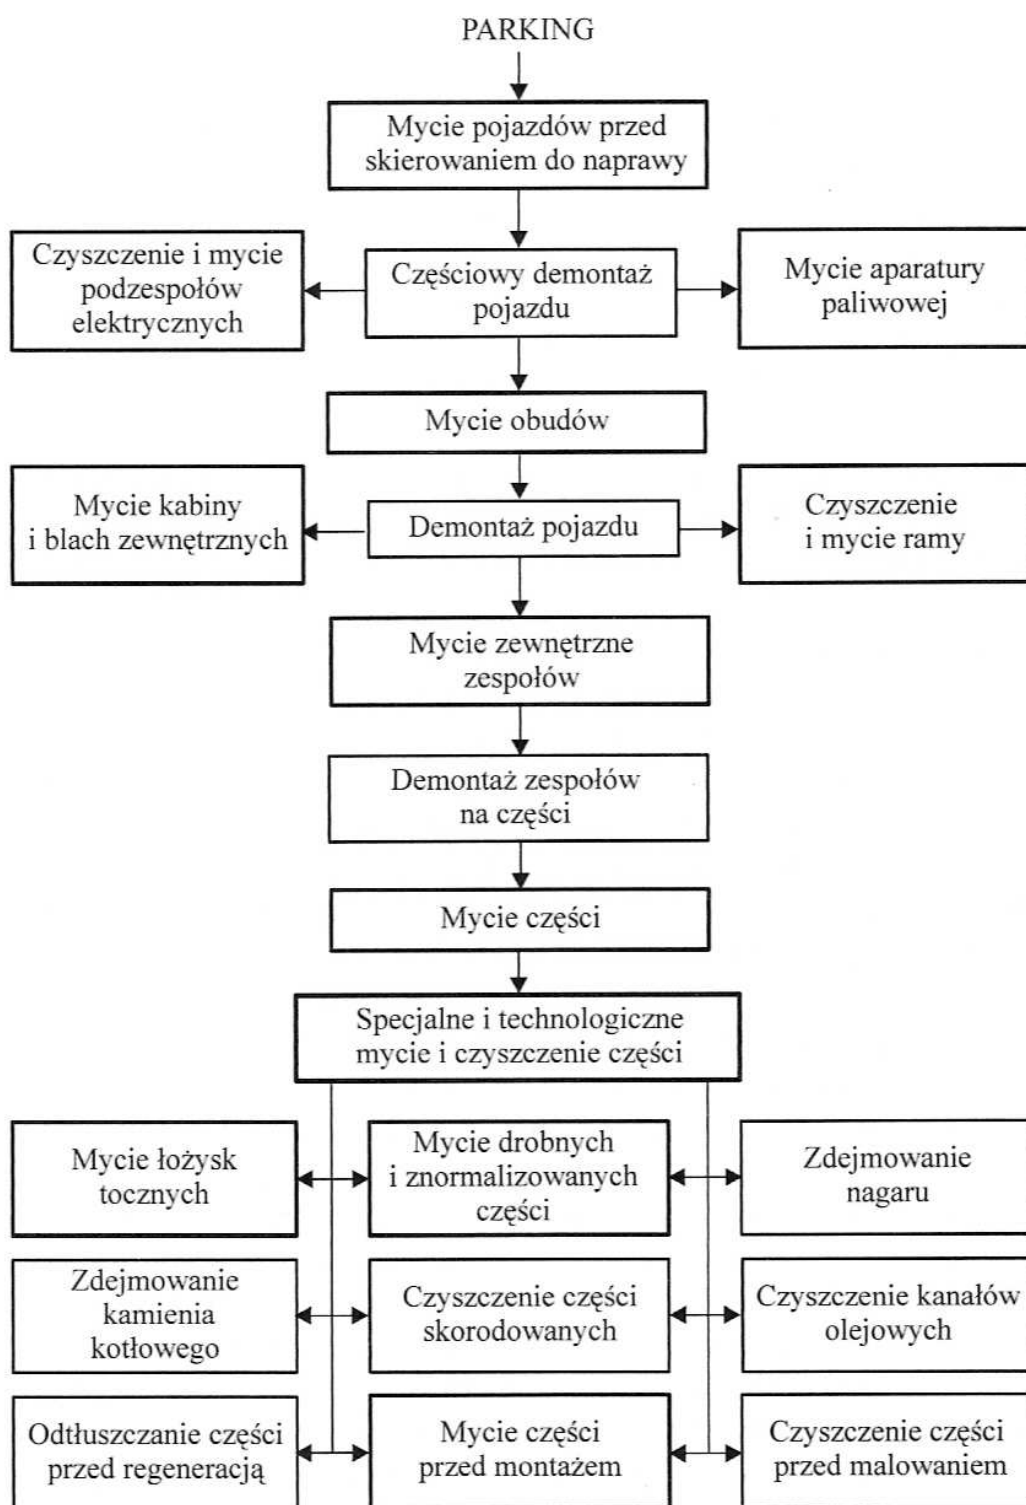 PARKING
Mycie pojazdów przed
skierowaniem do naprawy
Czyszczenie i mycie
podzespołów
elektrycznych
Częściowy demontaż
pojazdu
Mycie aparatury
paliwowej
Mycie obudów
Mycie kabiny
i blach zewnętrznych
Demontaż pojazdu
Czyszczenie
i mycie ramy
Mycie zewnętrzne
zespołów
Demontaż zespołów
na części
Mycie części
Specjalne i technologiczne
mycie i czyszczenie części
Mycie łożysk
tocznych
Mycie drobnych
i znormalizowanych
części
Zdejmowanie
nagaru
Zdejmowanie
kamienia
kotłowego
Czyszczenie części
skorodowanych
Czyszczenie kanałów
olejowych
Odtłuszczanie części
przed regeneracją
Mycie części
przed montażem
Czyszczenie części
przed malowaniem